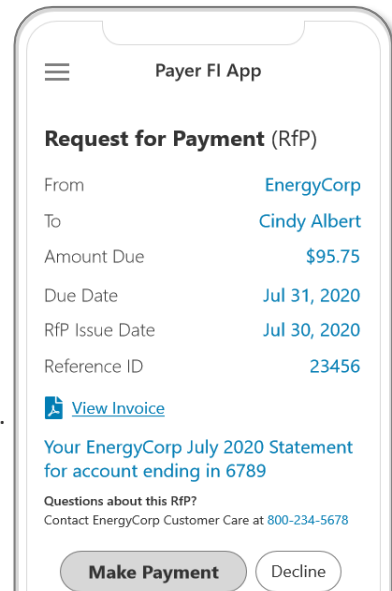 Payer FI App
Request for Payment (RfP)
From EnergyCorp
To Cindy Albert
Amount Due $95.75
Due Date Jul 31, 2020
RfP Issue Date Jul 30, 2020
Reference ID 23456
View Invoice
Your EnergyCorp July 2020 Statement
for account ending in 6789
Questions about this RfP?
Contact EnergyCorp Customer Care at 800-234-5678
Make Payment Decline